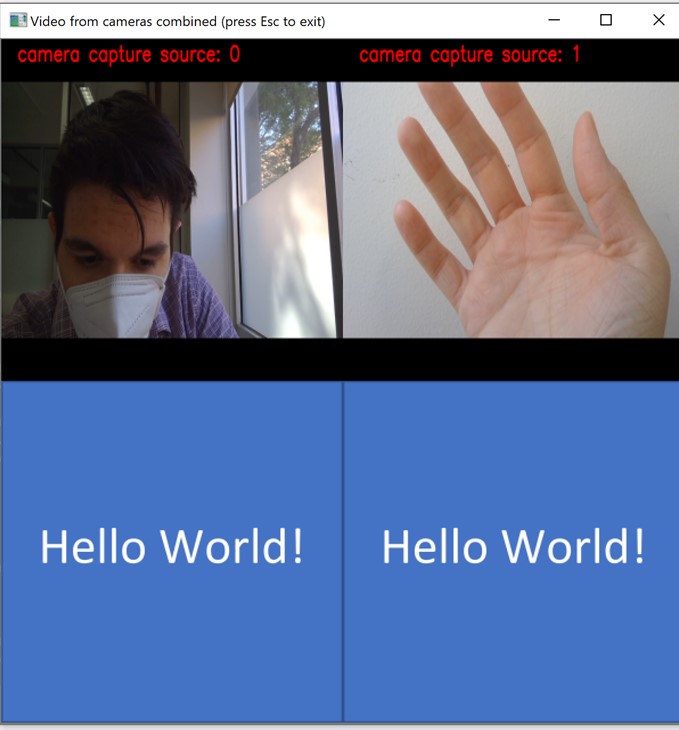 Video from cameras combined (press Esc to exit)
camera capture source: 0
camera capture source: 1
Hello World!
Hello World!